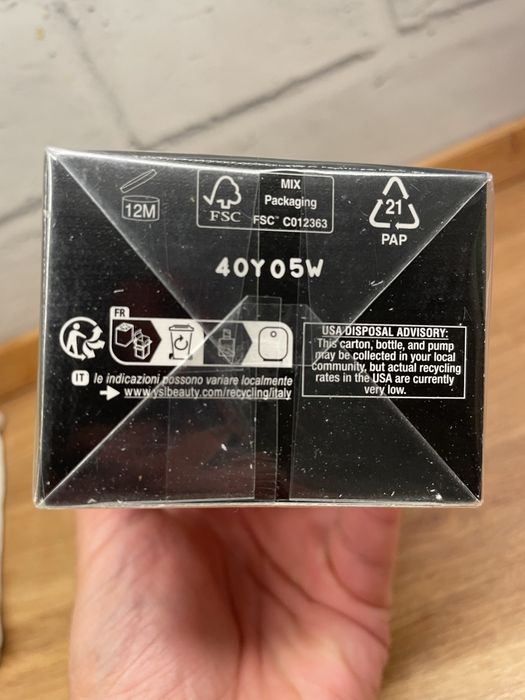 12M
FSC
MIX
Packaging
FSC™ C012363
21
PAP
40Y05W
FR
IT le indicazioni possono variare localmente
www.yslbeauty.com/recycling/italy
USA DISPOSAL ADVISORY:
This carton, bottle, and pump
may be collected in your local
community, but actual recycling
rates in the USA are currently
very low.